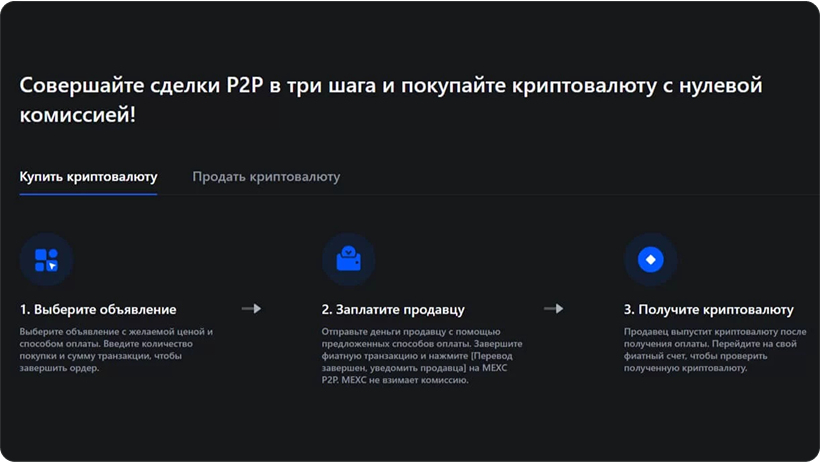 Совершайте сделки P2P в три шага и покупайте криптовалюту с нулевой
комиссией!
Купить криптовалюту
Продать криптовалюту
1. Выберите объявление
Выберите объявление с желаемой ценой и
способом оплаты. Введите количество
покупки и сумму транзакции, чтобы
завершить ордер.
2. Заплатите продавцу
Отправьте деньги продавцу с помощью
предложенных способов оплаты. Завершите
фиатную транзакцию и нажмите [Перевод
завершен, уведомить продавца] на MEXC
P2P. MEXC не взимает комиссию.
3. Получите криптовалюту
Продавец выпустит криптовалюту после
получения оплаты. Перейдите на свой
фиатный счет, чтобы проверить
полученную криптовалюту.